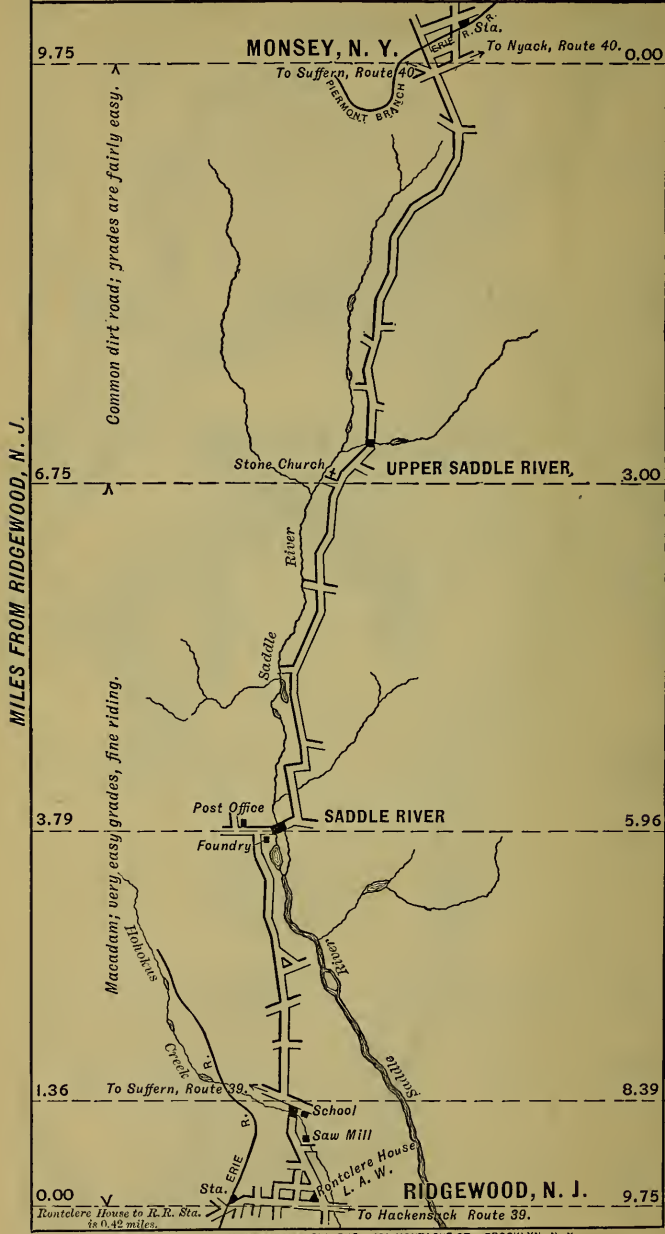 9.75
MONSEY, N. Y.
ERIE R. R.
Sta.
To Nyack, Route 40.
0.00
To Suffern, Route 40
PIERMONT BRANCH
Common dirt road; grades are fairly easy.
MILES FROM RIDGEWOOD, N. J.
Stone Church
UPPER SADDLE RIVER,
6.75
3.00
River
Saddle
Macadam; very easy grades, fine riding.
Post Office
SADDLE RIVER
3.79
5.96
Foundry
Hohokus
Creek
River
Saddle
To Suffern, Route 39.
1.36
8.39
School
Saw Mill
ERIE R. R.
Rontclere House
L. A. W.
Sta.
0.00
RIDGEWOOD, N. J.
9.75
Rontclere House to R.R. Sta.
is 0.42 miles.
To Hackensack Route 39.